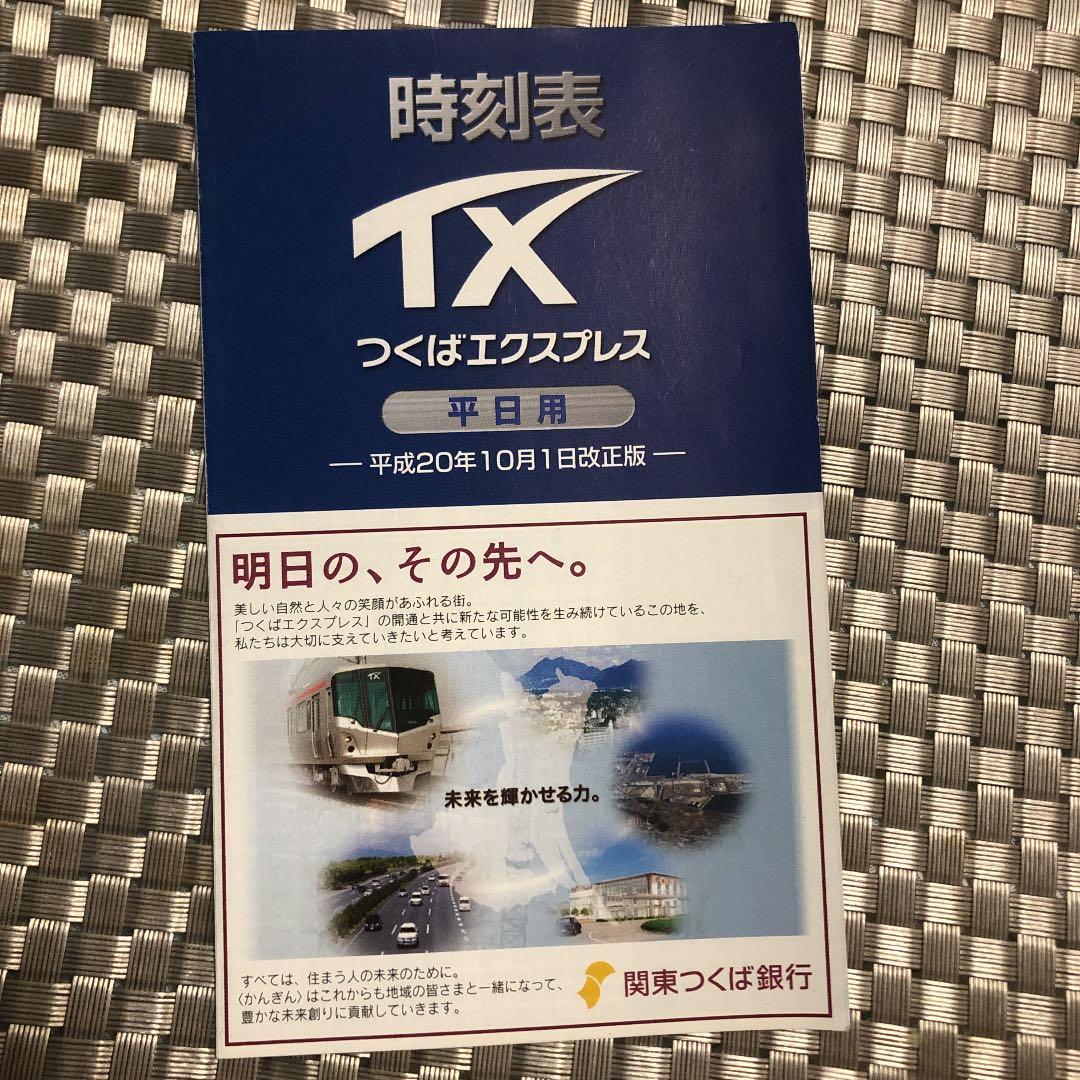 時刻表
TX
つくばエクスプレス
平日用
— 平成20年10月1日改正版 —
明日の、その先へ。
美しい自然と人々の笑顔があふれる街。
「つくばエクスプレス」の開通と共に新たな可能性を生み続けているこの地を、
私たちは大切に支えていきたいと考えています。
TX
未来を輝かせる力。
すべては、住まう人の未来のために。
〈かんぎん〉はこれからも地域の皆さまと一緒になって、
豊かな未来創りに貢献していきます。
関東つくば銀行